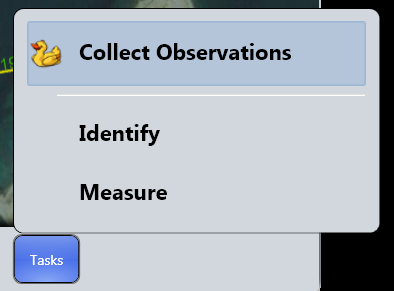 Collect Observations
Identify
Measure
Tasks